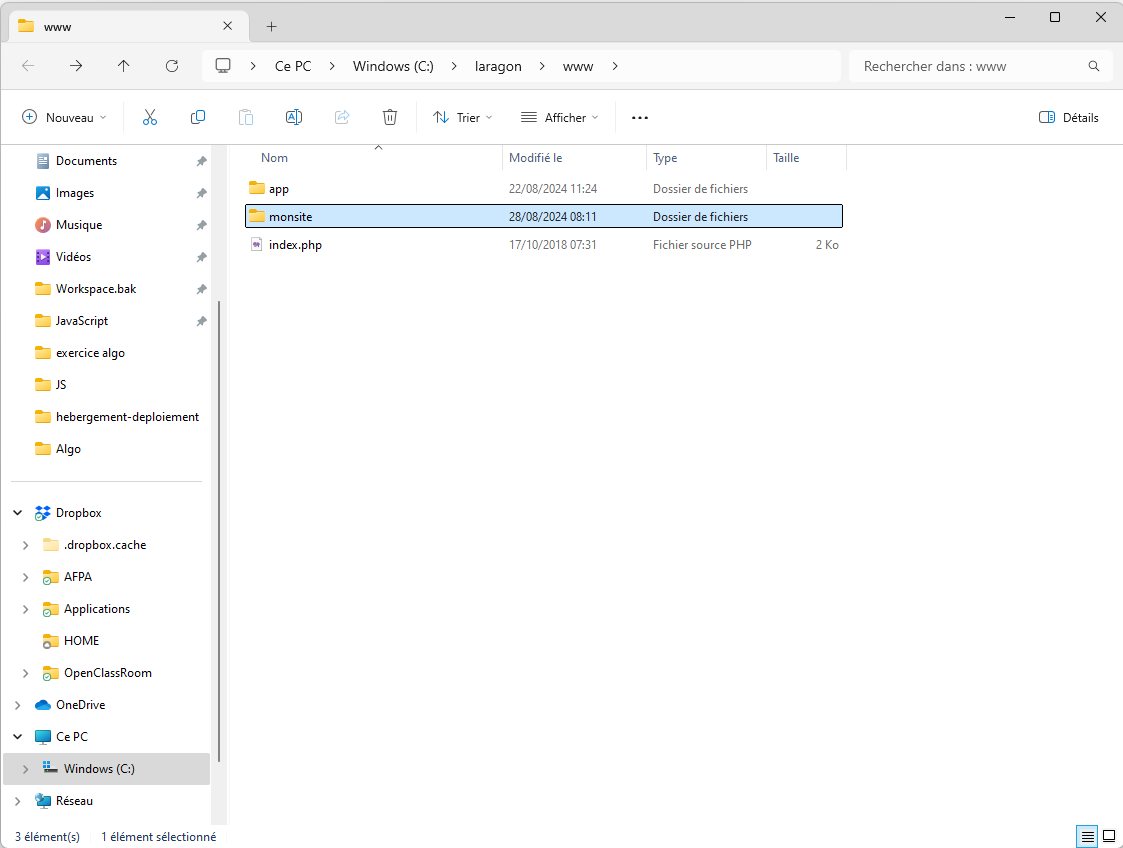 www
Ce PC
Windows (C:)
laragon
www
Rechercher dans : www
Nouveau
Trier
Afficher
Détails
Documents
Images
Musique
Vidéos
Workspace.bak
JavaScript
exercice algo
JS
hebergement-deploiement
Algo
Dropbox
.dropbox.cache
AFPA
Applications
HOME
OpenClassRoom
OneDrive
Ce PC
Windows (C:)
Réseau
Nom Modifié le Type Taille
app 22/08/2024 11:24 Dossier de fichiers
monsite 28/08/2024 08:11 Dossier de fichiers
index.php 17/10/2018 07:31 Fichier source PHP 2 Ko
3 élément(s) 1 élément sélectionné